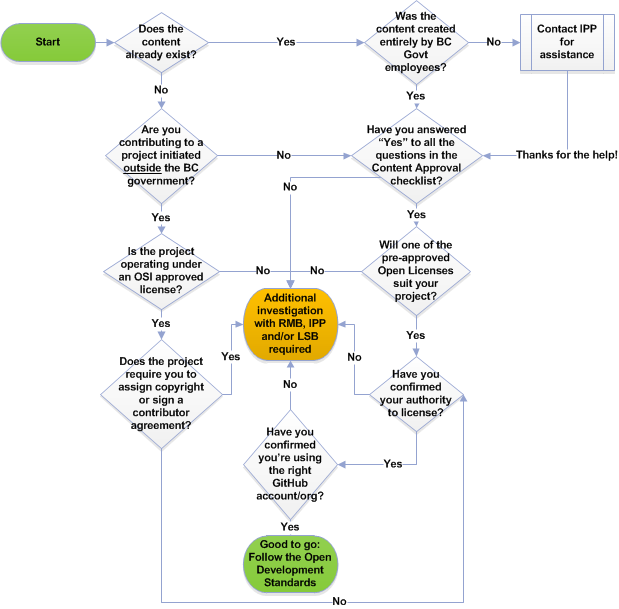 Start
Does the
content
already exist?
Yes
Was the
content created
entirely by BC
Govt
employees?
No
Contact IPP
for
assistance
No
Yes
Are you
contributing to a
project initiated
outside the BC
government?
No
Have you answered
“Yes” to all the
questions in the
Content Approval
checklist?
Thanks for the help!
No
Yes
Yes
Is the project
operating under
an OSI approved
license?
No
No
Will one of the
pre-approved
Open Licenses
suit your
project?
Additional
investigation
with RMB, IPP
and/or LSB
required
Yes
Yes
Does the project
require you to
assign copyright
or sign a
contributor
agreement?
Yes
No
Have you
confirmed
your authority
to license?
No
Have you
confirmed
you’re using
the right
GitHub
account/org?
Yes
Yes
Good to go:
Follow the Open
Development
Standards
No